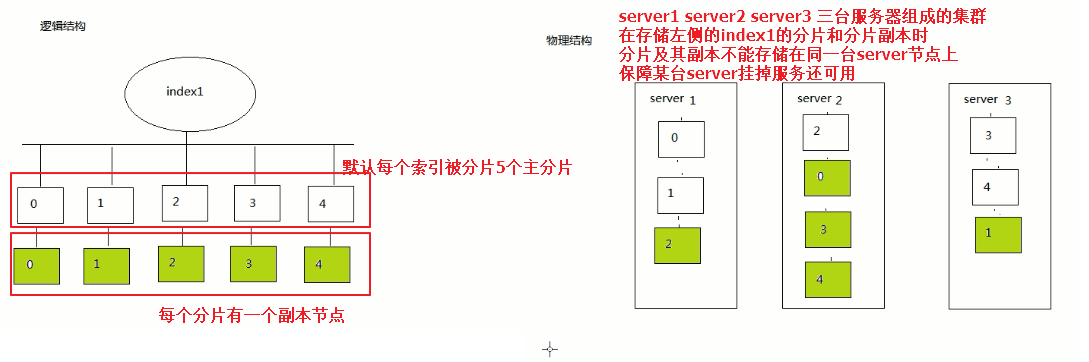 逻辑结构
index1
默认每个索引被分片5个主分片
0 1 2 3 4
0 1 2 3 4
每个分片有一个副本节点
物理结构
server1 server2 server3 三台服务器组成的集群
在存储左侧的index1的分片和分片副本时
分片及其副本不能存储在同一台server节点上
保障某台server挂掉服务还可用
server 1
0
1
2
server 2
2
0
3
4
server 3
3
4
1